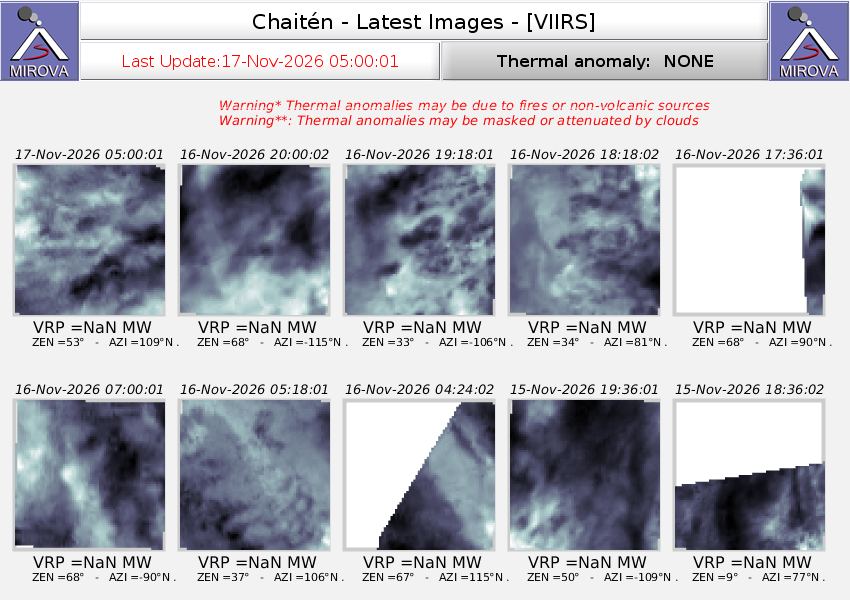 Chaitén - Latest Images - [VIIRS]
MIROVA
Last Update:17-Nov-2026 05:00:01
Thermal anomaly: NONE
MIROVA
Warning* Thermal anomalies may be due to fires or non-volcanic sources
Warning**: Thermal anomalies may be masked or attenuated by clouds
17-Nov-2026 05:00:01 16-Nov-2026 20:00:02 16-Nov-2026 19:18:01 16-Nov-2026 18:18:02 16-Nov-2026 17:36:01
VRP =NaN MW VRP =NaN MW VRP =NaN MW VRP =NaN MW VRP =NaN MW
ZEN =53° - AZI =109°N . ZEN =68° - AZI =-115°N . ZEN =33° - AZI =-106°N . ZEN =34° - AZI =81°N . ZEN =68° - AZI =90°N .
16-Nov-2026 07:00:01 16-Nov-2026 05:18:01 16-Nov-2026 04:24:02 15-Nov-2026 19:36:01 15-Nov-2026 18:36:02
VRP =NaN MW VRP =NaN MW VRP =NaN MW VRP =NaN MW VRP =NaN MW
ZEN =68° - AZI =-90°N . ZEN =37° - AZI =106°N . ZEN =67° - AZI =115°N . ZEN =50° - AZI =-109°N . ZEN =9° - AZI =77°N .